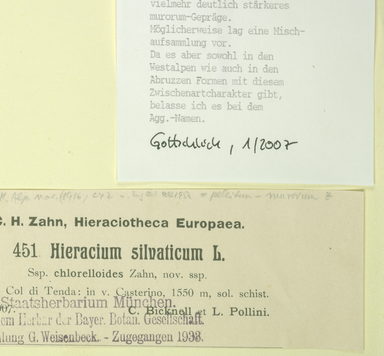 vielmehr deutlich stärkeres
murorum-Gepräge.
Möglicherweise lag eine Misch-
aufsammlung vor.
Da es aber sowohl in den
Westalpen wie auch in den
Abruzzen Formen mit diesem
Zwischenartcharakter gibt,
belasse ich es bei dem
Agg.-Namen.
Gottschlich, 1/2007
C. H. Zahn, Hieraciotheca Europaea.
451 Hieracium silvaticum L.
Ssp. chlorelloides Zahn, nov. ssp.
Col di Tenda: in v. Casterino, 1550 m, sol. schist.
Staatsherbarium München.
C. Bicknell et L. Pollini.
em Herbar der Bayer. Botan. Gesellschaft.
lung G. Weisenbeck. - Zugegangen 1938.